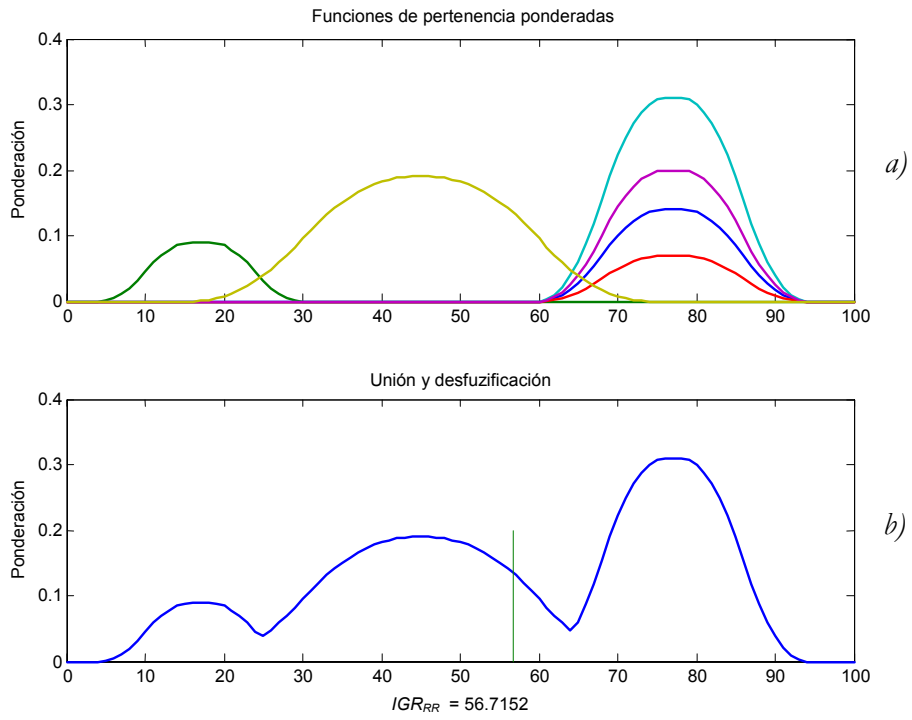 Funciones de pertenencia ponderadas
0.4
0.3
0.2
0.1
0
Ponderación
0 10 20 30 40 50 60 70 80 90 100
a)
Unión y desfuzificación
0.4
0.3
0.2
0.1
0
Ponderación
0 10 20 30 40 50 60 70 80 90 100
b)
IGR_RR = 56.7152